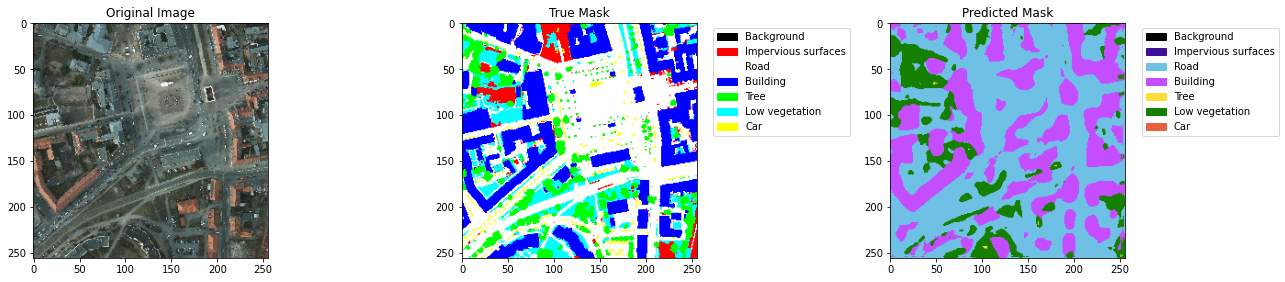 Original Image
0
50
100
150
200
250
0 50 100 150 200 250
True Mask
0
50
100
150
200
250
0 50 100 150 200 250
Background
Impervious surfaces
Road
Building
Tree
Low vegetation
Car
Predicted Mask
0
50
100
150
200
250
0 50 100 150 200 250
Background
Impervious surfaces
Road
Building
Tree
Low vegetation
Car